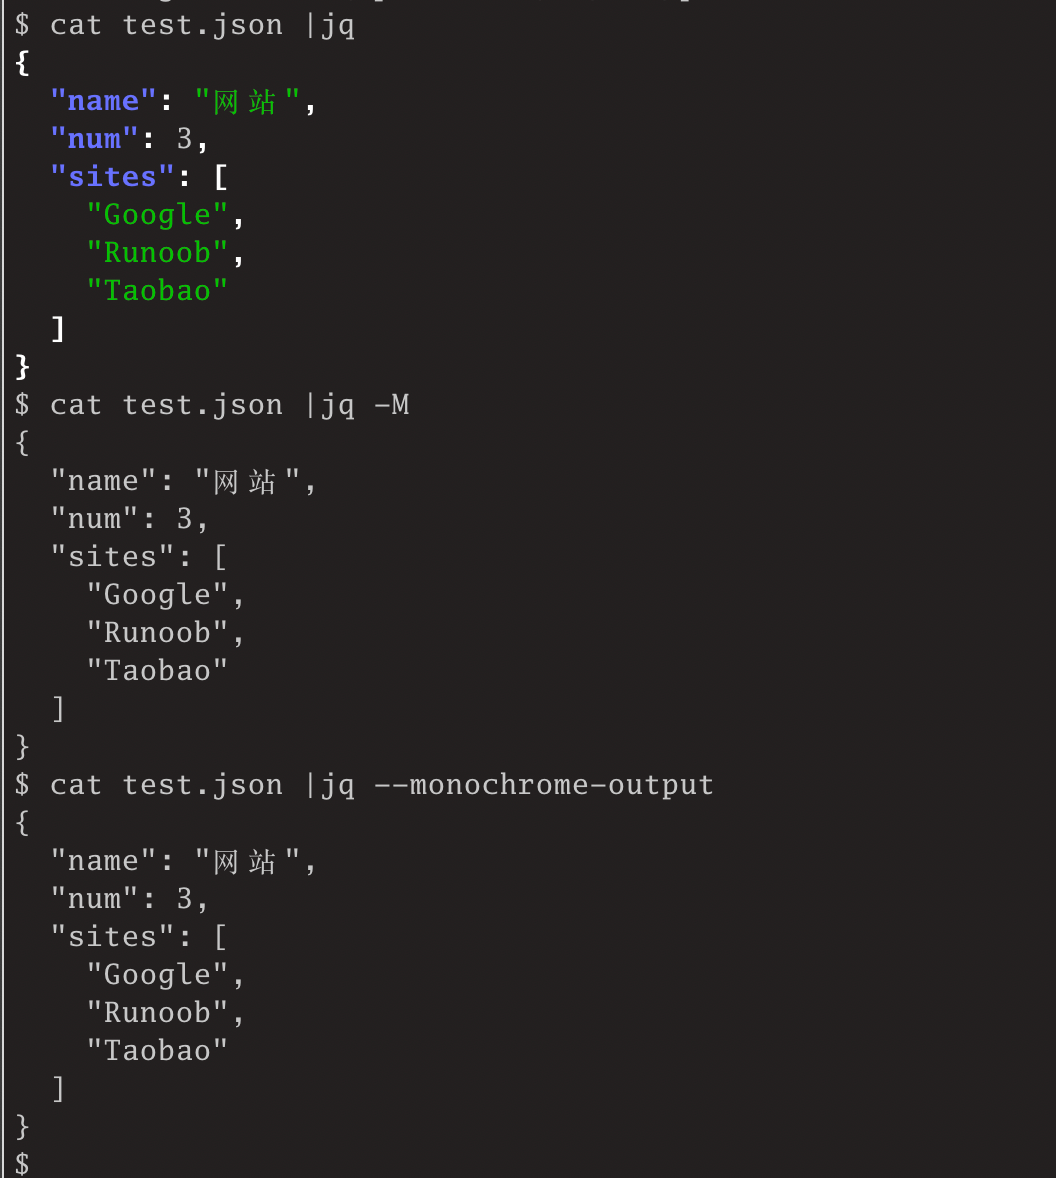 $ cat test.json |jq
{
  "name": "网站",
  "num": 3,
  "sites": [
    "Google",
    "Runoob",
    "Taobao"
  ]
}
$ cat test.json |jq -M
{
  "name": "网站",
  "num": 3,
  "sites": [
    "Google",
    "Runoob",
    "Taobao"
  ]
}
$ cat test.json |jq --monochrome-output
{
  "name": "网站",
  "num": 3,
  "sites": [
    "Google",
    "Runoob",
    "Taobao"
  ]
}
$